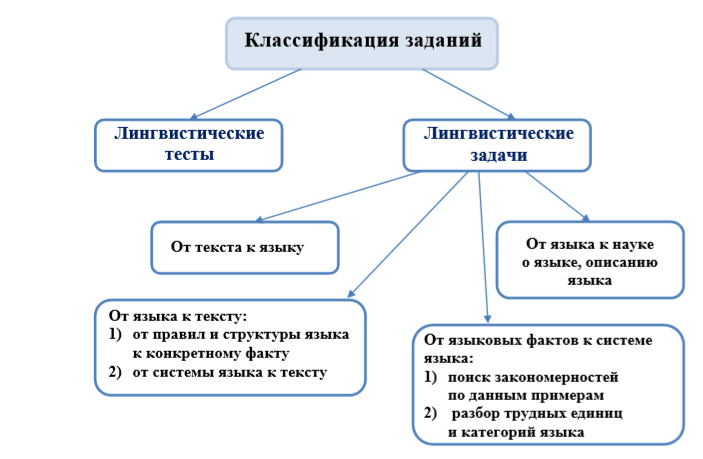 Классификация заданий
Лингвистические
тесты
Лингвистические
задачи
От текста к языку
От языка к науке
о языке, описанию
языка
От языка к тексту:
1) от правил и структуры языка
к конкретному факту
2) от системы языка к тексту
От языковых фактов к системе
языка:
1) поиск закономерностей
по данным примерам
2) разбор трудных единиц
и категорий языка